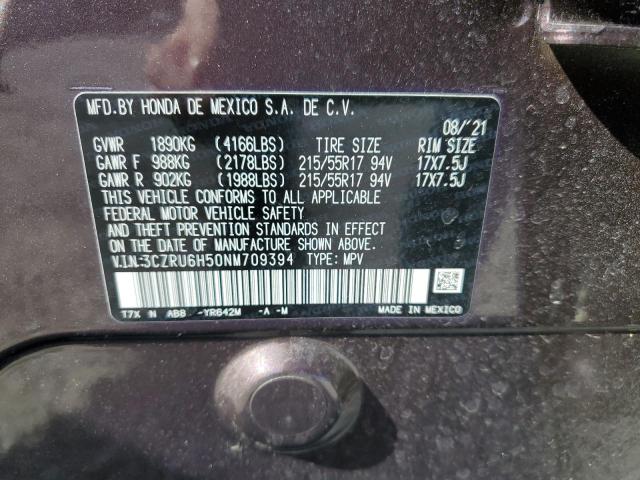 MFD.BY HONDA DE MEXICO S.A. DE C.V.
08/'21
GVWR 1890KG (4166LBS) TIRE SIZE RIM SIZE
GAWR F 988KG (2178LBS) 215/55R17 94V 17X7.5J
GAWR R 902KG (1988LBS) 215/55R17 94V 17X7.5J
THIS VEHICLE CONFORMS TO ALL APPLICABLE
FEDERAL MOTOR VEHICLE SAFETY
AND THEFT PREVENTION STANDARDS IN EFFECT
ON THE DATE OF MANUFACTURE SHOWN ABOVE.
V.I.N:3CZRU6H50NM709394 TYPE: MPV
T7X N ABB -YR642M -A -M MADE IN MEXICO